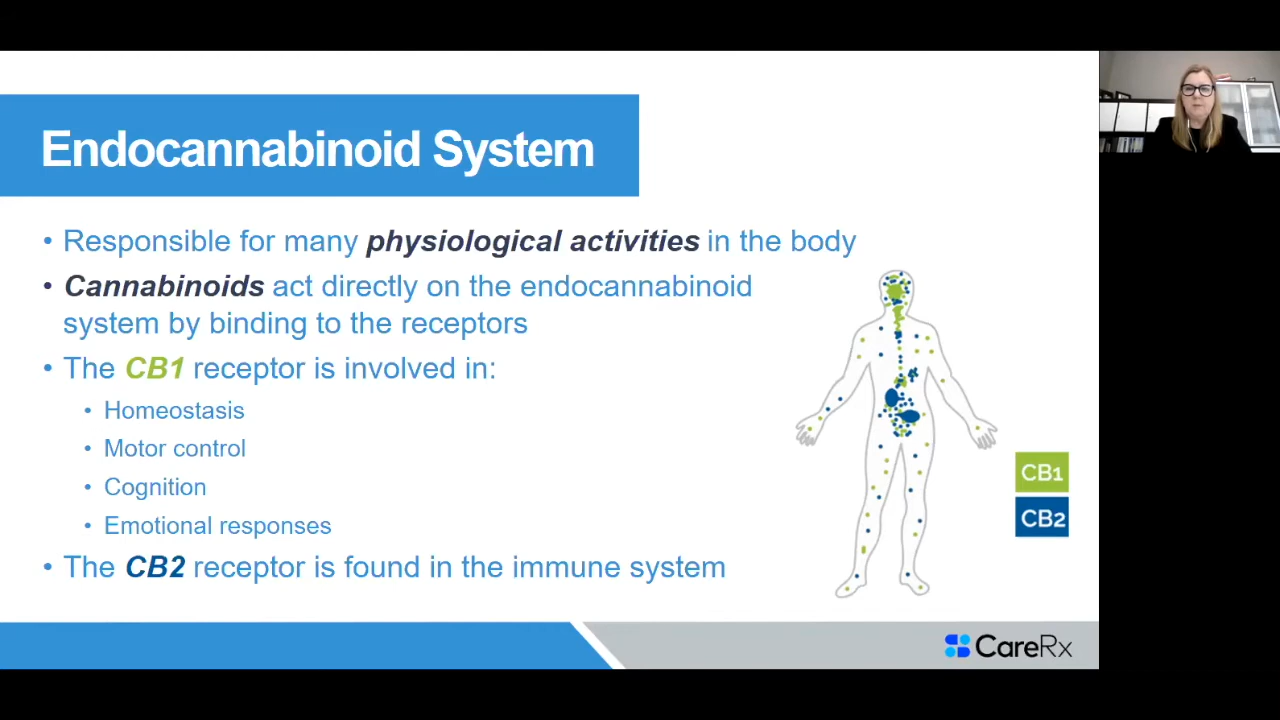 Endocannabinoid System
• Responsible for many physiological activities in the body
• Cannabinoids act directly on the endocannabinoid
system by binding to the receptors
• The CB1 receptor is involved in:
• Homeostasis
• Motor control
• Cognition
• Emotional responses
• The CB2 receptor is found in the immune system
CB1
CB2
CareRx